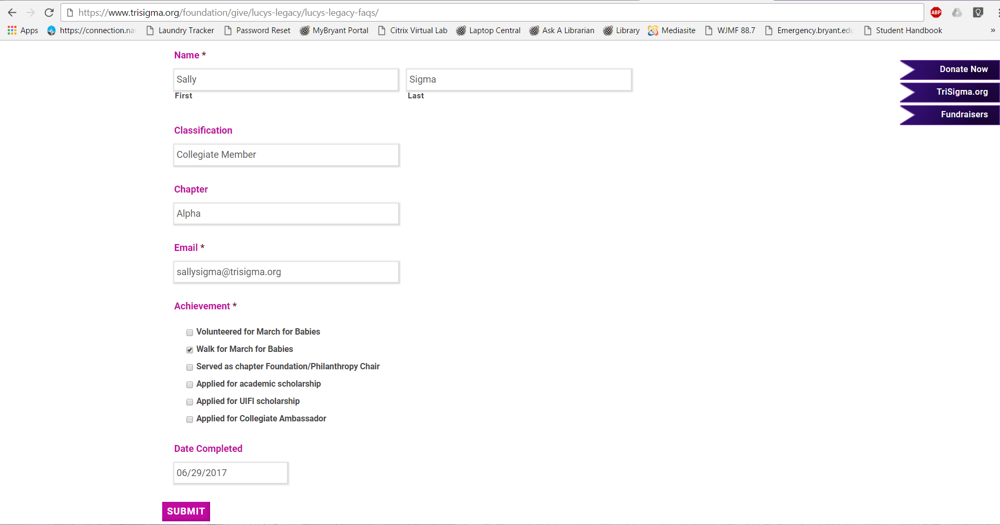 https://www.trisigma.org/foundation/give/lucys-legacy/lucys-legacy-faqs/
ABP
Apps https://connection.na Laundry Tracker Password Reset MyBryant Portal Citrix Virtual Lab Laptop Central Ask A Librarian Library Mediasite WJMF 88.7 Emergency.bryant.edu Student Handbook »
Name *
Sally Sigma
First Last
Donate Now
TriSigma.org
Fundraisers
Classification
Collegiate Member
Chapter
Alpha
Email *
sallysigma@trisigma.org
Achievement *
Volunteered for March for Babies
Walk for March for Babies
Served as chapter Foundation/Philanthropy Chair
Applied for academic scholarship
Applied for UIFI scholarship
Applied for Collegiate Ambassador
Date Completed
06/29/2017
SUBMIT